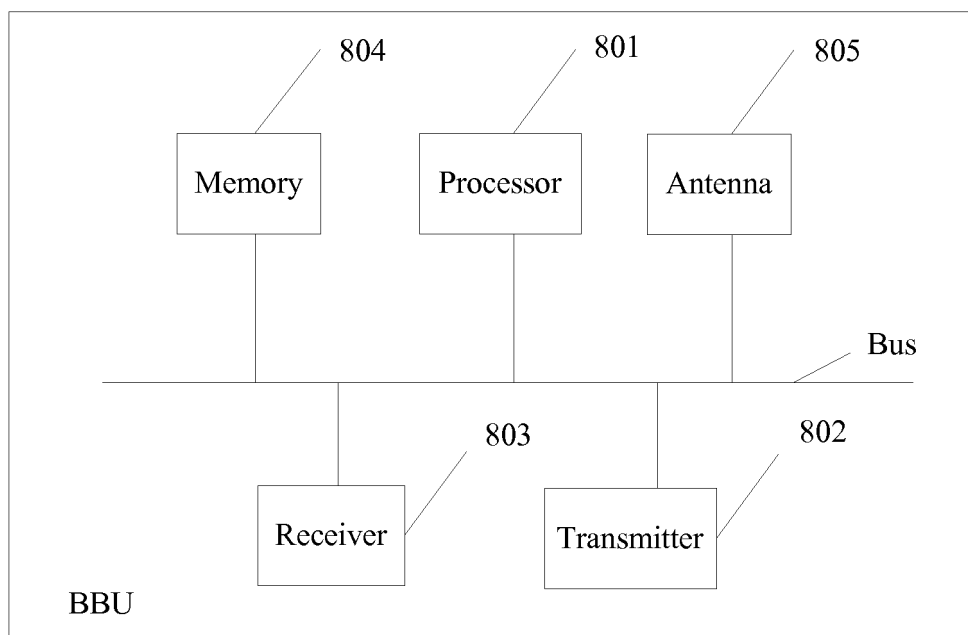 804
801
805
Memory
Processor
Antenna
Bus
803
802
Receiver
Transmitter
BBU